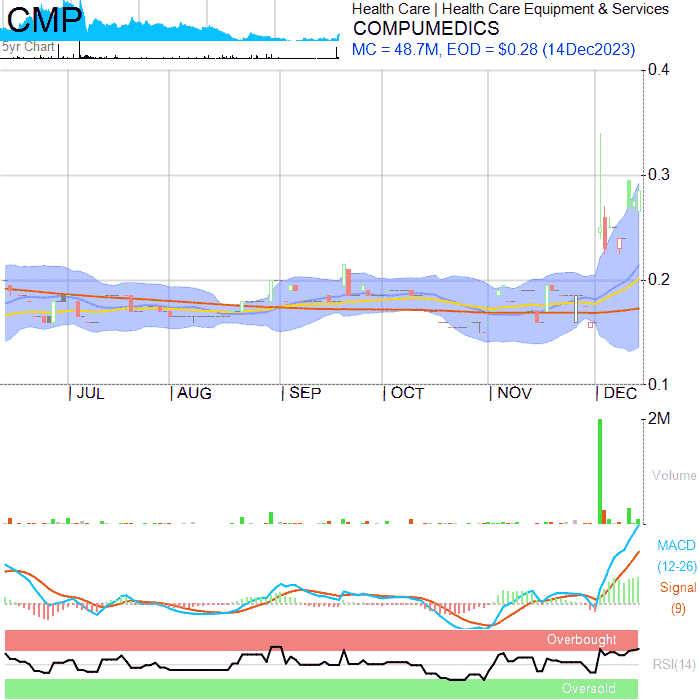 CMP
Health Care | Health Care Equipment & Services
COMPUMEDICS
5yr Chart
MC = 48.7M, EOD = $0.28 (14Dec2023)
0.4
0.3
0.2
0.1
JUL AUG SEP OCT NOV DEC
2M
Volume
MACD
(12-26)
Signal
(9)
Overbought
RSI(14)
Oversold